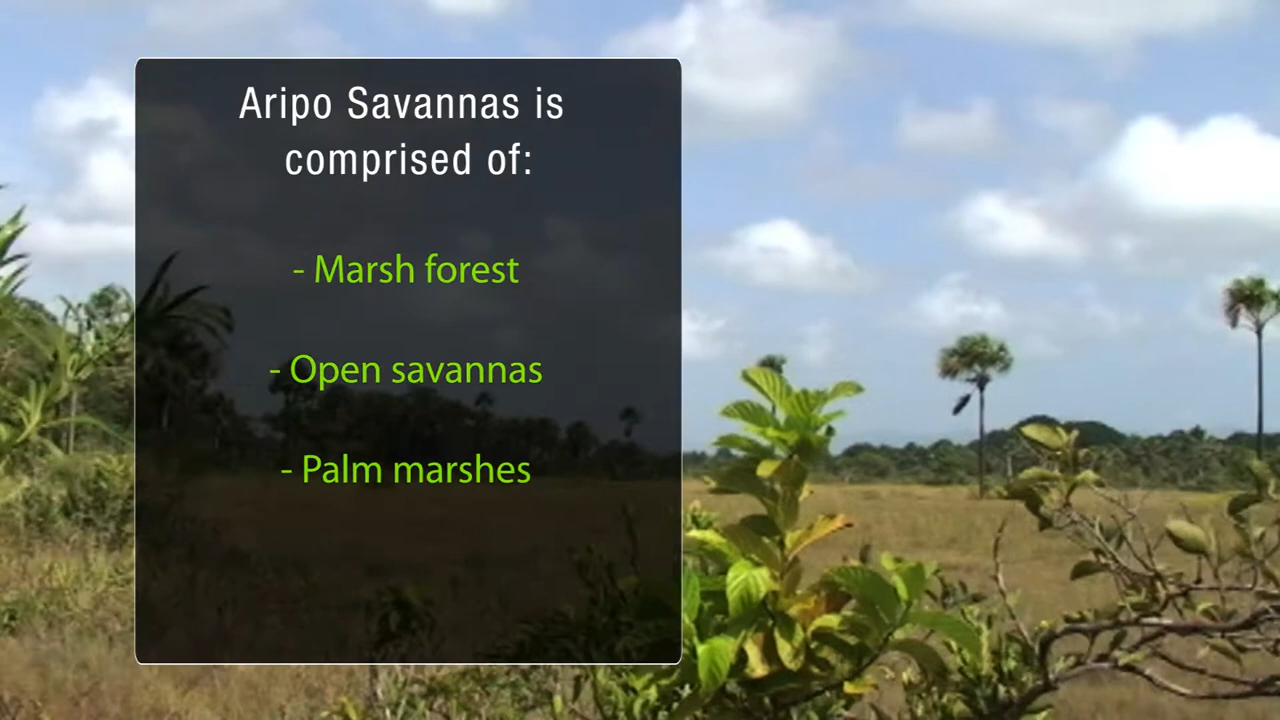 Aripo Savannas is
comprised of:
- Marsh forest
- Open savannas
- Palm marshes